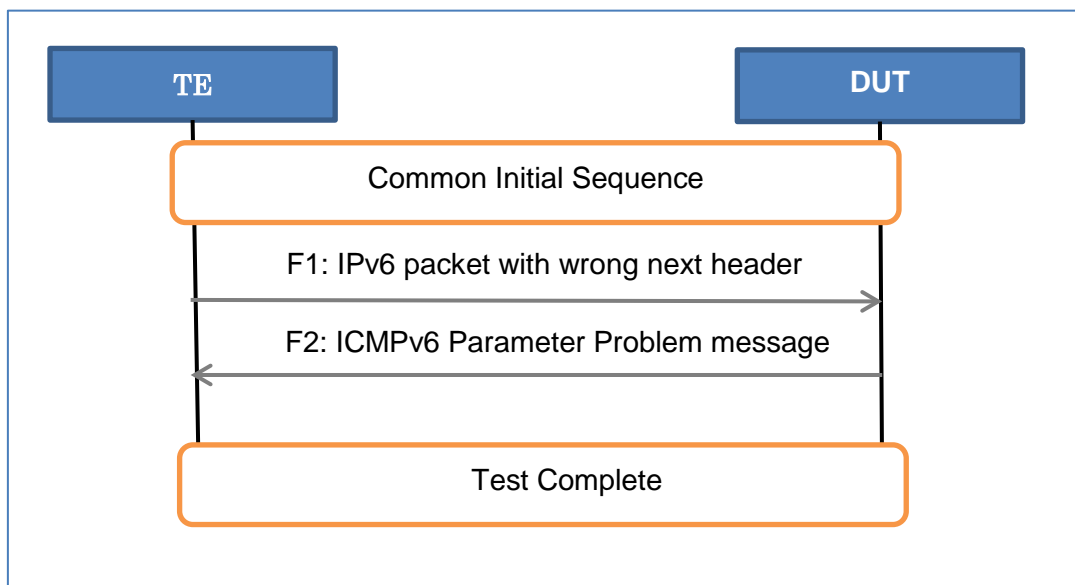 TE
DUT
Common Initial Sequence
F1: IPv6 packet with wrong next header
F2: ICMPv6 Parameter Problem message
Test Complete